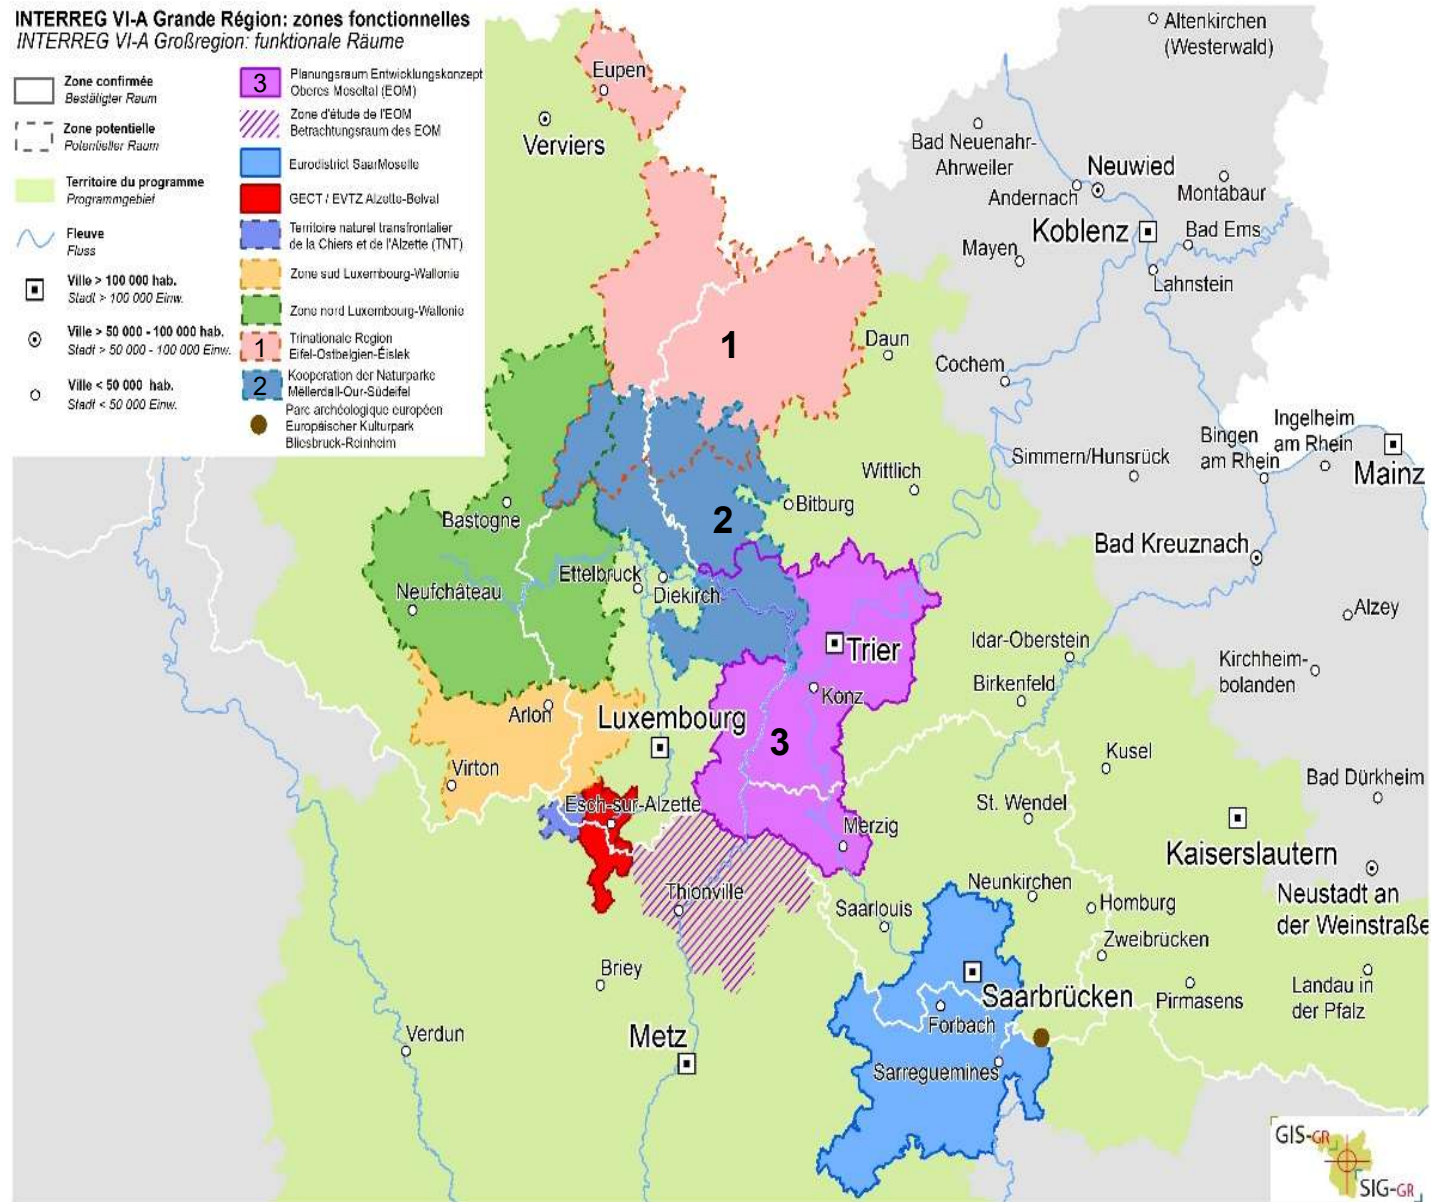 INTERREG VI-A Grande Région: zones fonctionnelles
INTERREG VI-A Großregion: funktionale Räume
Zone confirmée
Bestätigter Raum
Zone potentielle
Potentieller Raum
Territoire du programme
Programmgebiet
Fleuve
Fluss
Ville > 100 000 hab.
Stadt > 100 000 Einw.
Ville > 50 000 - 100 000 hab.
Stadt > 50 000 - 100 000 Einw.
Ville < 50 000 hab.
Stadt < 50 000 Einw.
3
Planungsraum Entwicklungskonzept
Oberes Moseltal (EOM)
Zone d'étude de l'EOM
Betrachtungsraum des EOM
Eurodistrict SaarMoselle
GECT / EVTZ Alzette-Belval
Territoire naturel transfrontalier
de la Chiers et de l'Alzette (TNT)
Zone sud Luxembourg-Wallonie
Zone nord Luxembourg-Wallonie
1
Trinationale Region
Eifel-Ostbelgien-Éislek
2
Kooperation der Naturparke
Mëllerdall-Our-Südeifel
Parc archéologique européen
Europäischer Kulturpark
Bliesbruck-Reinheim
Altenkirchen
(Westerwald)
Eupen
Verviers
Bad Neuenahr-
Ahrweiler
Neuwied
Andernach
Montabaur
Koblenz
Bad Ems
Mayen
Lahnstein
1
Daun
Cochem
Ingelheim
am Rhein
Bingen
am Rhein
Mainz
Simmern/Hunsrück
Wittlich
Bitburg
2
Bastogne
Bad Kreuznach
Ettelbruck
Diekirch
Neufchâteau
Alzey
Trier
Idar-Oberstein
Kirchheim-
bolanden
Birkenfeld
Konz
Arlon
Luxembourg
3
Kusel
Virton
Bad Dürkheim
Esch-sur-Alzette
St. Wendel
Merzig
Kaiserslautern
Thionville
Neunkirchen
Neustadt an
der Weinstraße
Saarlouis
Homburg
Zweibrücken
Briey
Saarbrücken
Pirmasens
Landau in
der Pfalz
Forbach
Verdun
Metz
Sarreguemines
GIS-GR
SIG-GR